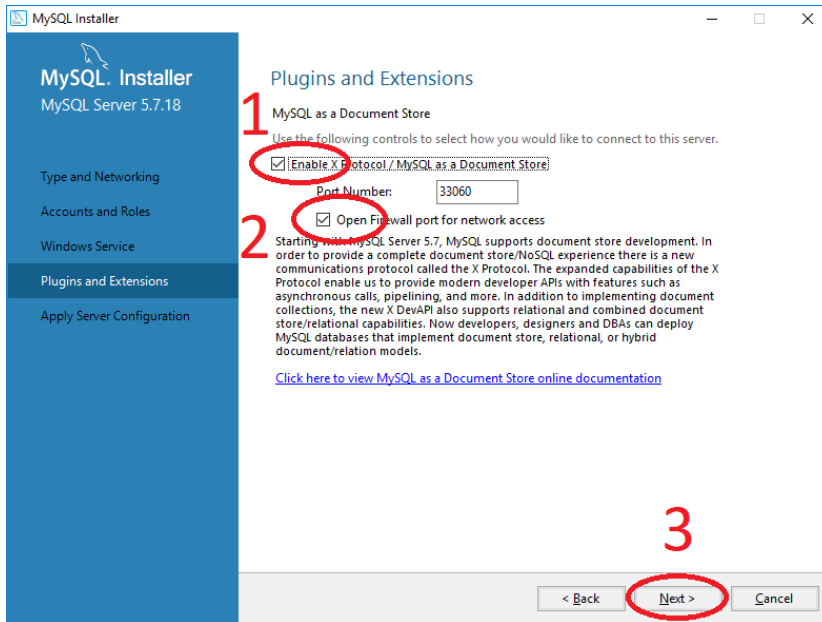 MySQL Installer
MySQL. Installer
MySQL Server 5.7.18
Type and Networking
Accounts and Roles
Windows Service
Plugins and Extensions
Apply Server Configuration
Plugins and Extensions
1
MySQL as a Document Store
Use the following controls to select how you would like to connect to this server.
Enable X Protocol / MySQL as a Document Store
Port Number: 33060
2
Open Firewall port for network access
Starting with MySQL Server 5.7, MySQL supports document store development. In
order to provide a complete document store/NoSQL experience there is a new
communications protocol called the X Protocol. The expanded capabilities of the X
Protocol enable us to provide modern developer APIs with features such as
asynchronous calls, pipelining, and more. In addition to implementing document
collections, the new X DevAPI also supports relational and combined document
store/relational capabilities. Now developers, designers and DBAs can deploy
MySQL databases that implement document store, relational, or hybrid
document/relation models.
Click here to view MySQL as a Document Store online documentation
3
< Back Next > Cancel